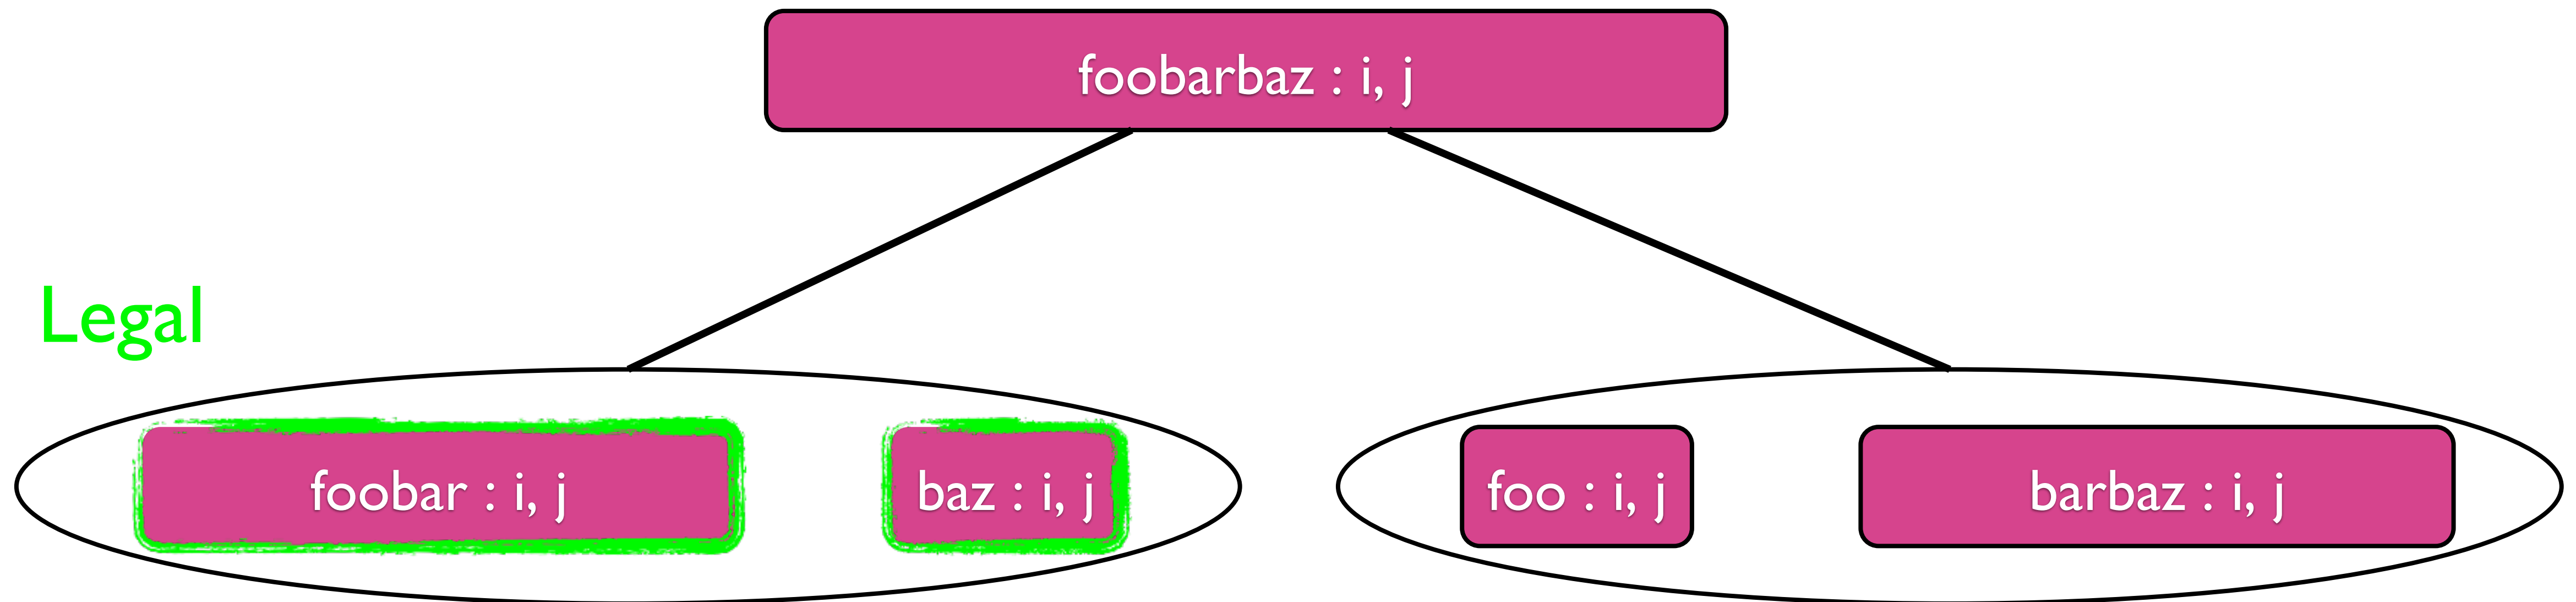 foobarbaz : i, j
Legal
foobar : i, j
baz : i, j
foo : i, j
barbaz : i, j